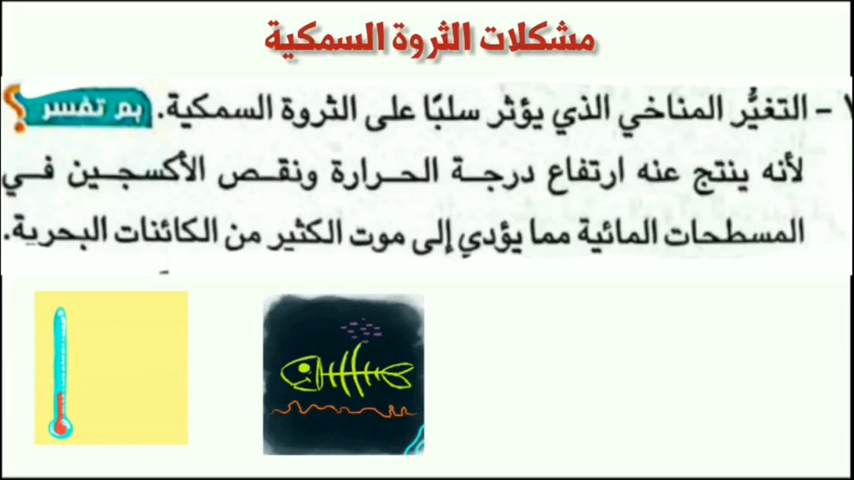 مشكلات الثروة السمكية
١- التغيُّر المناخي الذي يؤثر سلبًا على الثروة السمكية. بم تفسر ؟
لأنه ينتج عنه ارتفاع درجة الحرارة ونقص الأكسجين في
المسطحات المائية مما يؤدي إلى موت الكثير من الكائنات البحرية.